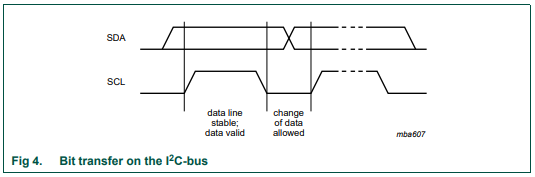 SDA
SCL
data line
stable;
data valid
change
of data
allowed
mba607
Fig 4. Bit transfer on the I²C-bus